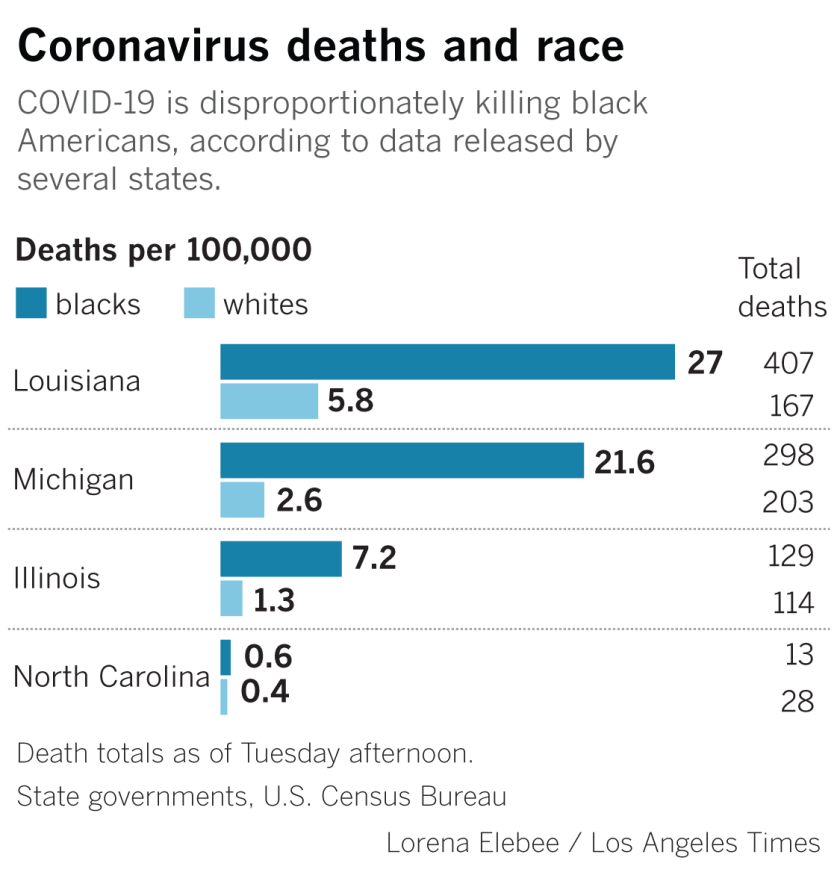 Coronavirus deaths and race
COVID-19 is disproportionately killing black
Americans, according to data released by
several states.
Deaths per 100,000
Total
deaths
blacks whites
Louisiana 27 407
5.8 167
Michigan 21.6 298
2.6 203
Illinois 7.2 129
1.3 114
North Carolina 0.6 13
0.4 28
Death totals as of Tuesday afternoon.
State governments, U.S. Census Bureau
Lorena Elebee / Los Angeles Times